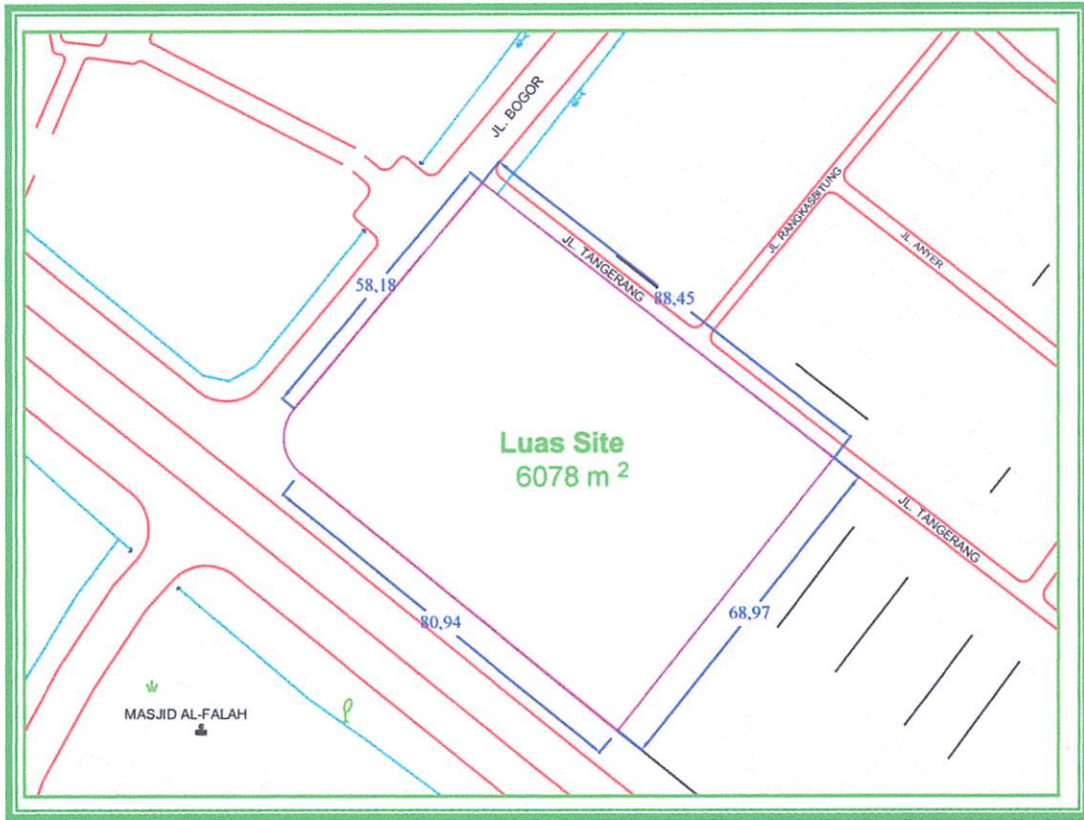 JL. BOGOR
JL. RANGKASBITUNG
JL. ANYER
JL. TANGERANG
58,18
88,45
Luas Site
6078 m 2
JL. TANGERANG
80,94
68,97
MASJID AL-FALAH